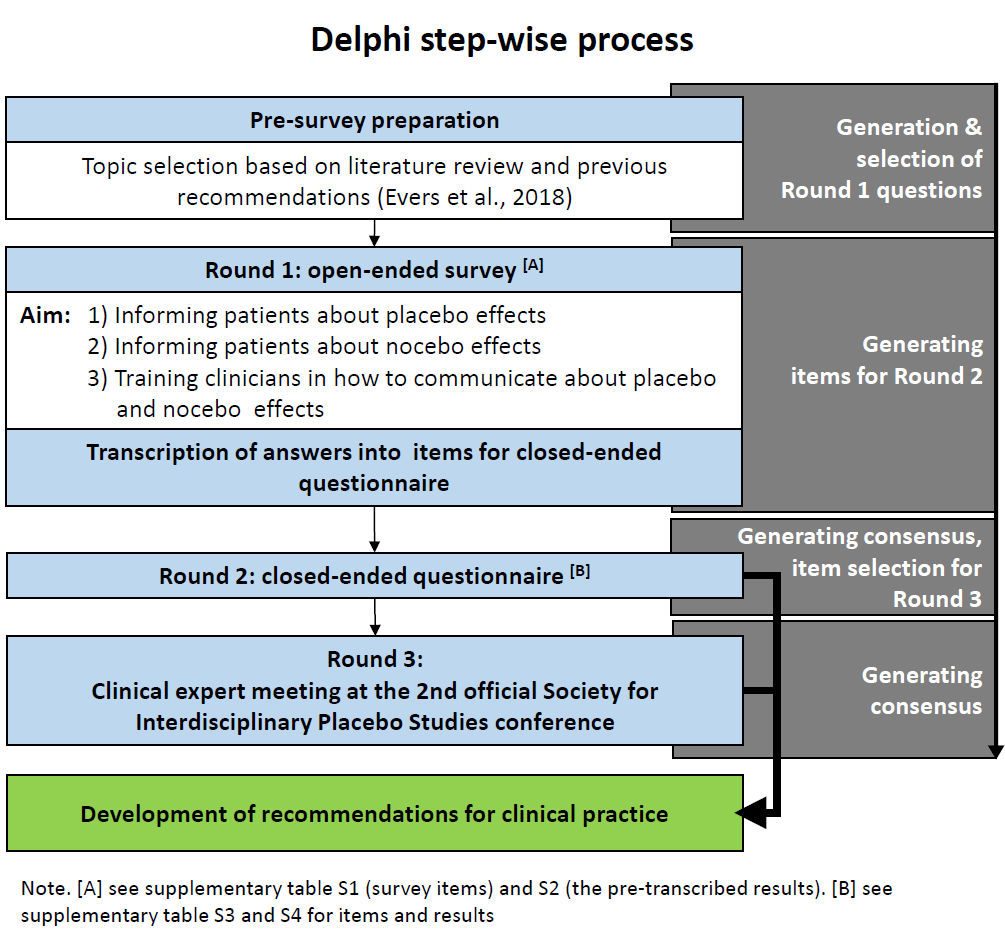 Delphi step-wise process
Pre-survey preparation
Topic selection based on literature review and previous
recommendations (Evers et al., 2018)
Generation &
selection of
Round 1 questions
Round 1: open-ended survey [A]
Aim: 1) Informing patients about placebo effects
2) Informing patients about nocebo effects
3) Training clinicians in how to communicate about placebo
and nocebo effects
Transcription of answers into items for closed-ended
questionnaire
Generating
items for Round 2
Round 2: closed-ended questionnaire [B]
Generating consensus,
item selection for
Round 3
Round 3:
Clinical expert meeting at the 2nd official Society for
Interdisciplinary Placebo Studies conference
Generating
consensus
Development of recommendations for clinical practice
Note. [A] see supplementary table S1 (survey items) and S2 (the pre-transcribed results). [B] see
supplementary table S3 and S4 for items and results